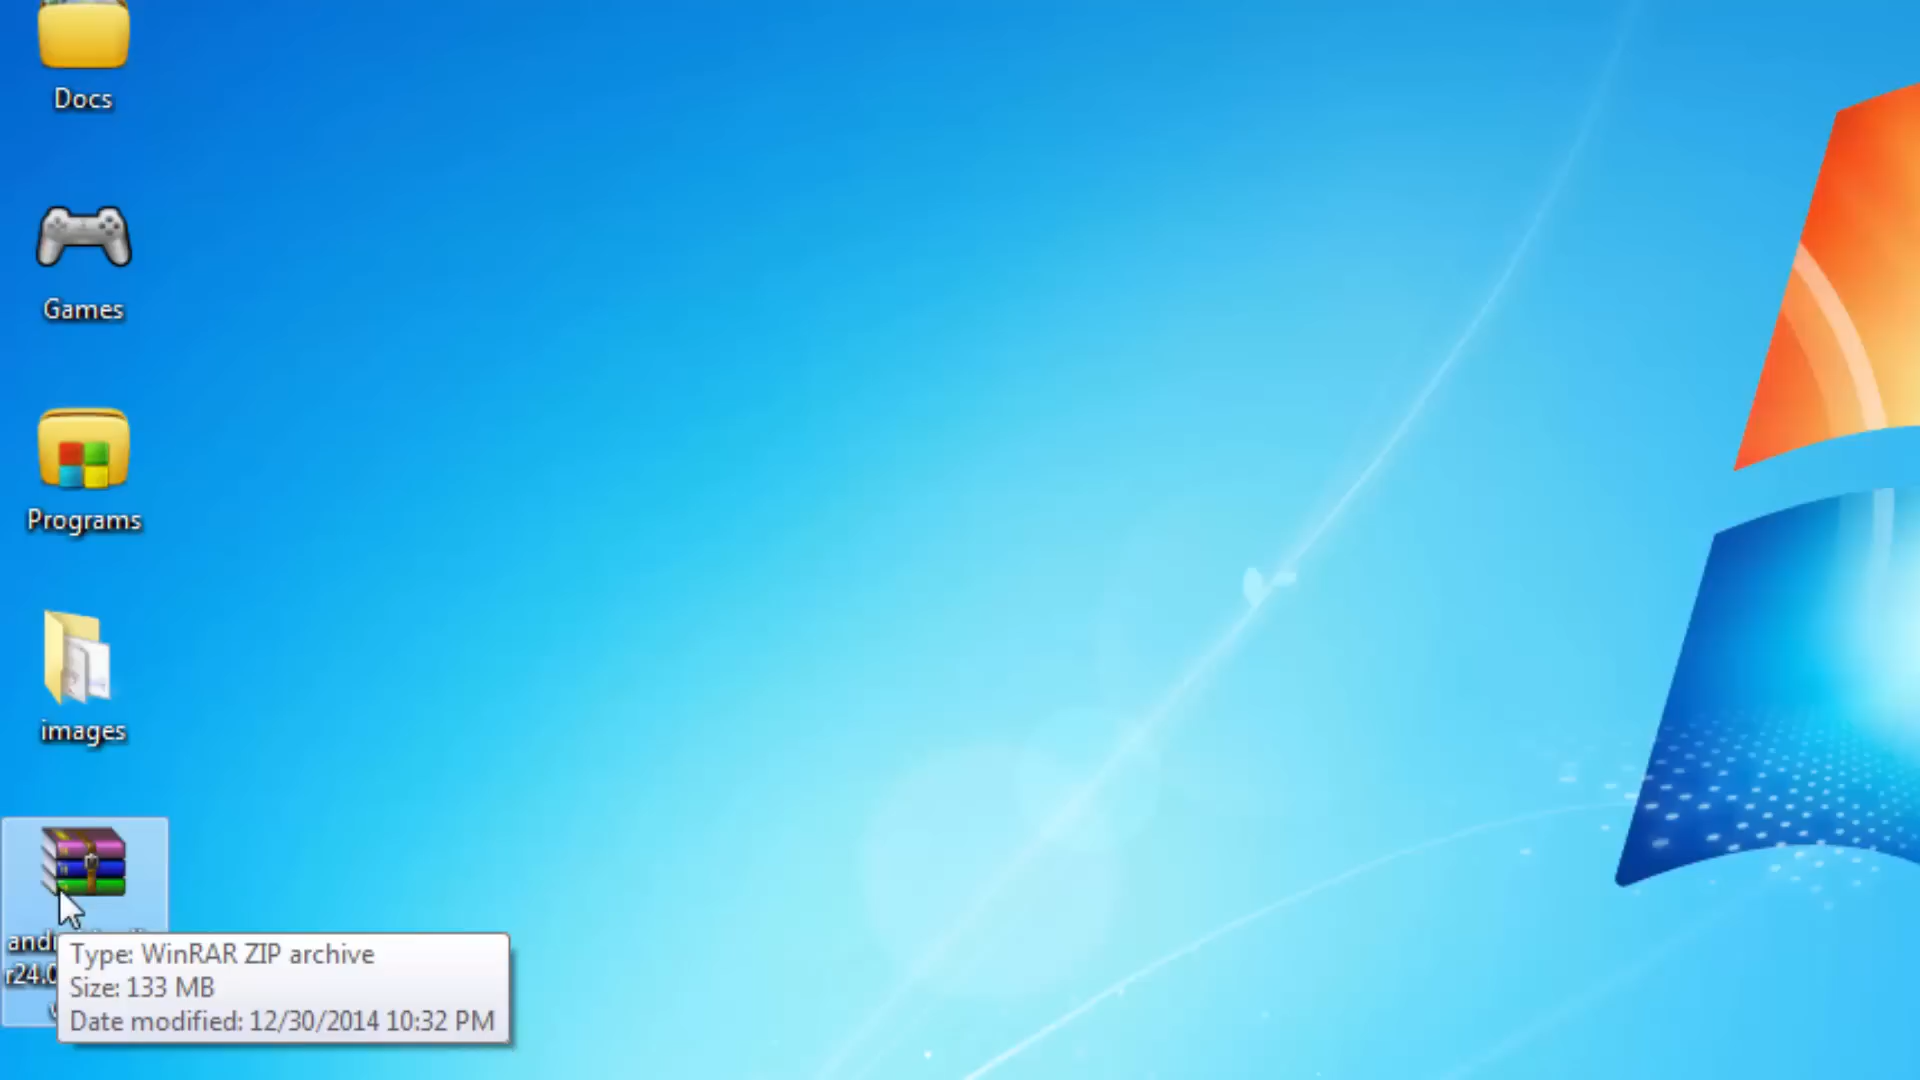 Docs
Games
Programs
images
Type: WinRAR ZIP archive
Size: 133 MB
Date modified: 12/30/2014 10:32 PM